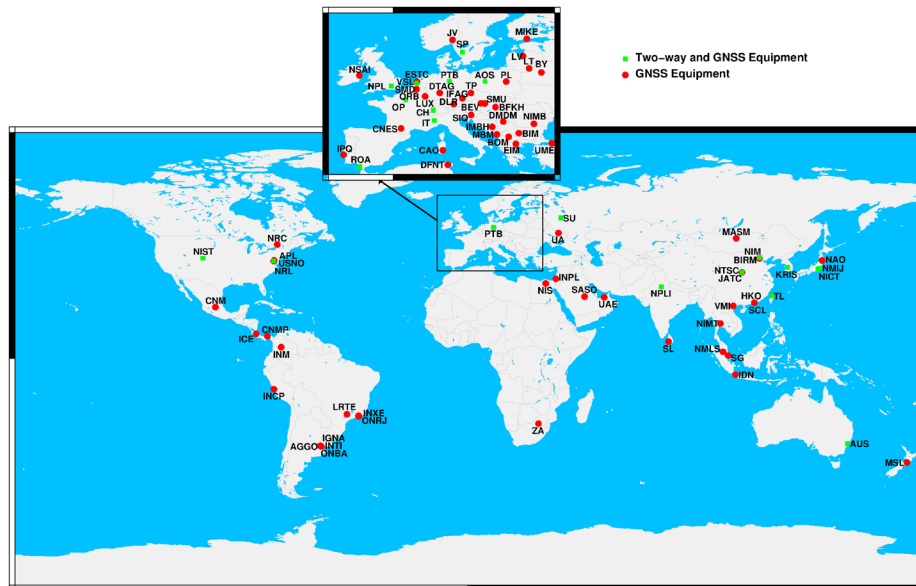 JV
MIKE
SP
LV
LT
BY
NSAI
ESTC
PTB
AOS
PL
VSL
NPL
SMD
DTAG
TP
ORB
IFAG
SMU
OP
LUX
DLR
BEV
BFKH
CH
SIQ
DMDM
NIMB
IT
CNES
IMBH
MBM
BIM
IPQ
CAO
BOM
EIM
UME
ROA
DFNT
Two-way and GNSS Equipment
GNSS Equipment
SU
NRC
PTB
UA
MASM
NIST
APL
USNO
NRL
NIM
BIRM
NAO
NMIJ
NICT
KRIS
NTSC
JATC
INPL
NIS
SASO
UAE
NPLI
HKO
SCL
TL
CNM
VMI
ICE
CNMP
NIMT
INM
SL
NMLS
SG
IDN
INCP
LRTE
INXE
ONRJ
ZA
IGNA
AGGO
INTI
ONBA
AUS
MSL